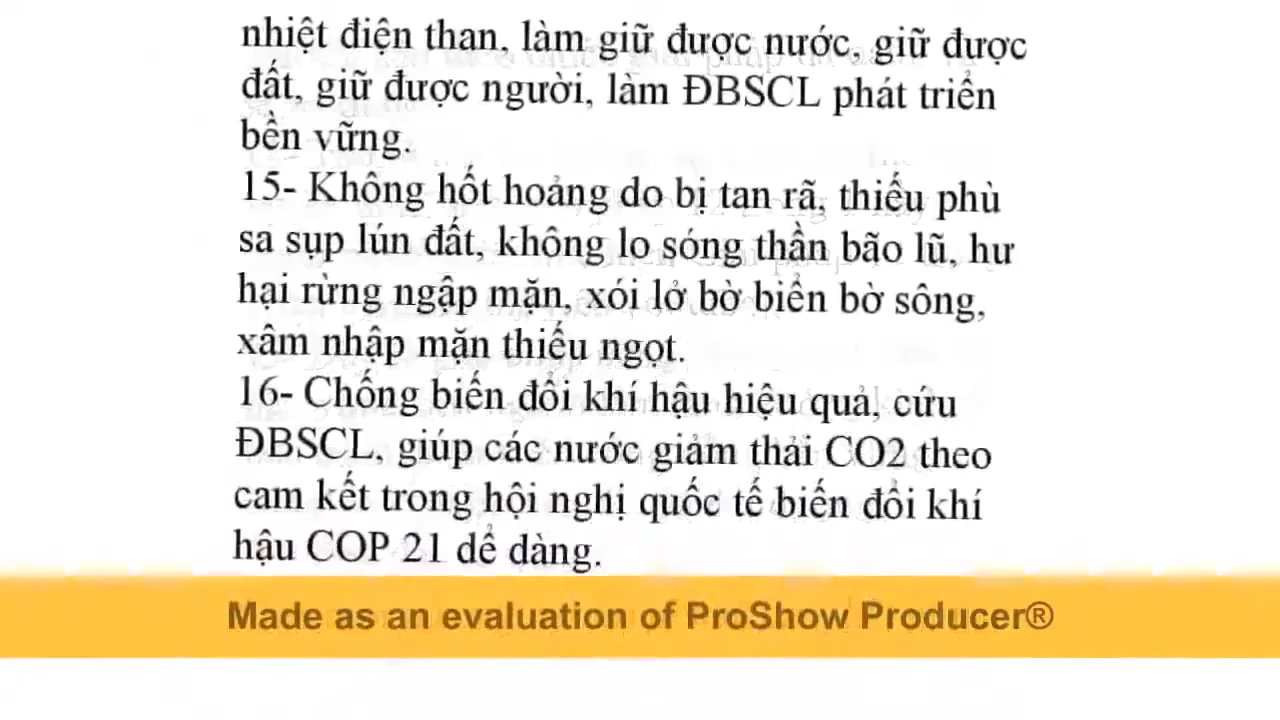 nhiệt điện than, làm giữ được nước, giữ được
đất, giữ được người, làm ĐBSCL phát triển
bền vững.
15- Không hốt hoảng do bị tan rã, thiếu phù
sa sụp lún đất, không lo sóng thần bão lũ, hư
hại rừng ngập mặn, xói lở bờ biển bờ sông,
xâm nhập mặn thiếu ngọt.
16- Chống biến đổi khí hậu hiệu quả, cứu
ĐBSCL, giúp các nước giảm thải CO2 theo
cam kết trong hội nghị quốc tế biến đổi khí
hậu COP 21 dể dàng.
Made as an evaluation of ProShow Producer®